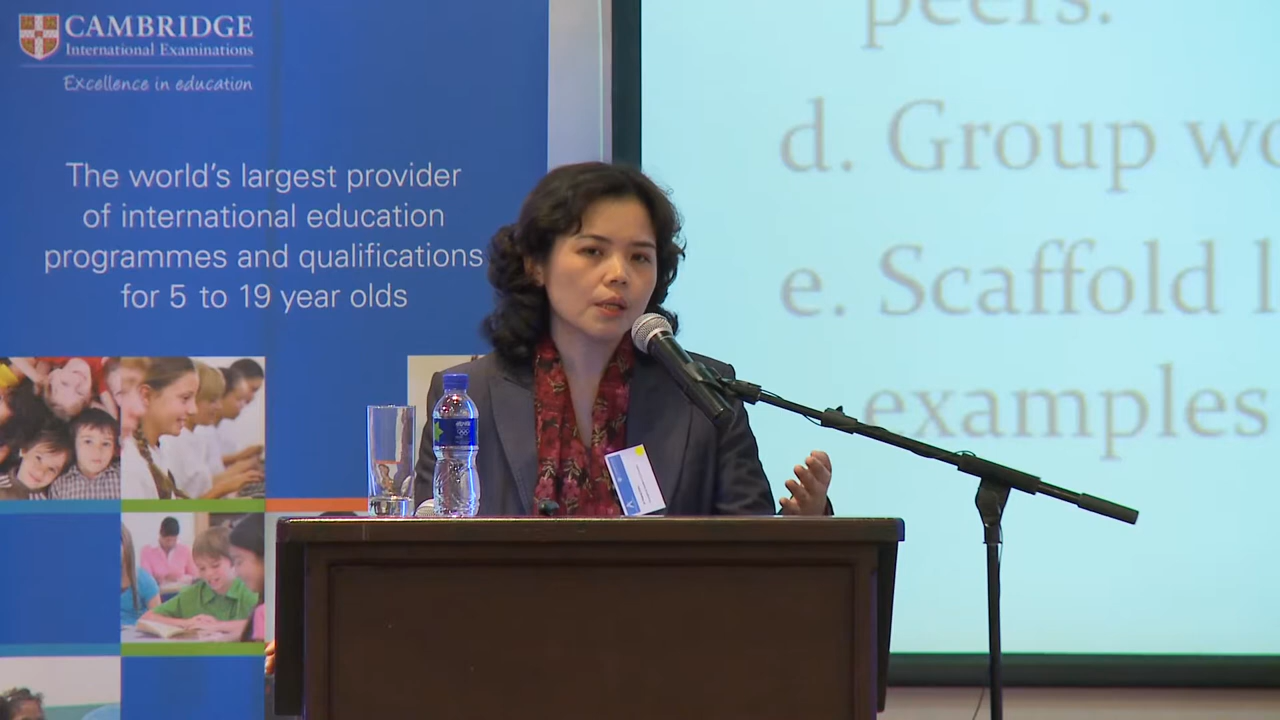 CAMBRIDGE
International Examinations
Excellence in education
The world's largest provider
of international education
programmes and qualifications
for 5 to 19 year olds
peers.
d. Group wo
e. Scaffold l
examples